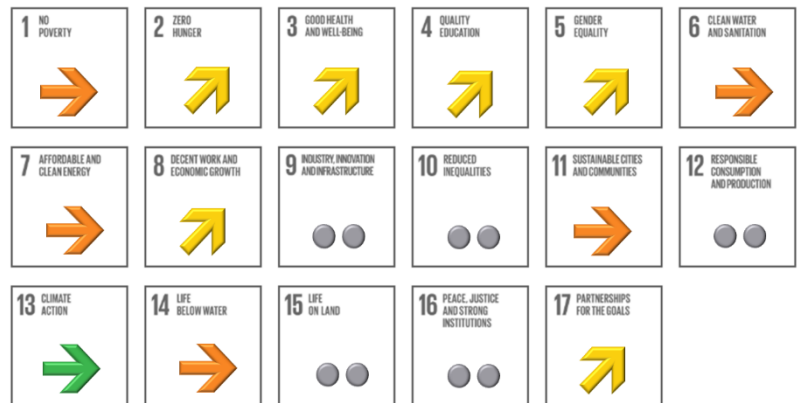 1 NO
POVERTY
2 ZERO
HUNGER
3 GOOD HEALTH
AND WELL-BEING
4 QUALITY
EDUCATION
5 GENDER
EQUALITY
6 CLEAN WATER
AND SANITATION
7 AFFORDABLE AND
CLEAN ENERGY
8 DECENT WORK AND
ECONOMIC GROWTH
9 INDUSTRY, INNOVATION
AND INFRASTRUCTURE
10 REDUCED
INEQUALITIES
11 SUSTAINABLE CITIES
AND COMMUNITIES
12 RESPONSIBLE
CONSUMPTION
AND PRODUCTION
13 CLIMATE
ACTION
14 LIFE
BELOW WATER
15 LIFE
ON LAND
16 PEACE, JUSTICE
AND STRONG
INSTITUTIONS
17 PARTNERSHIPS
FOR THE GOALS